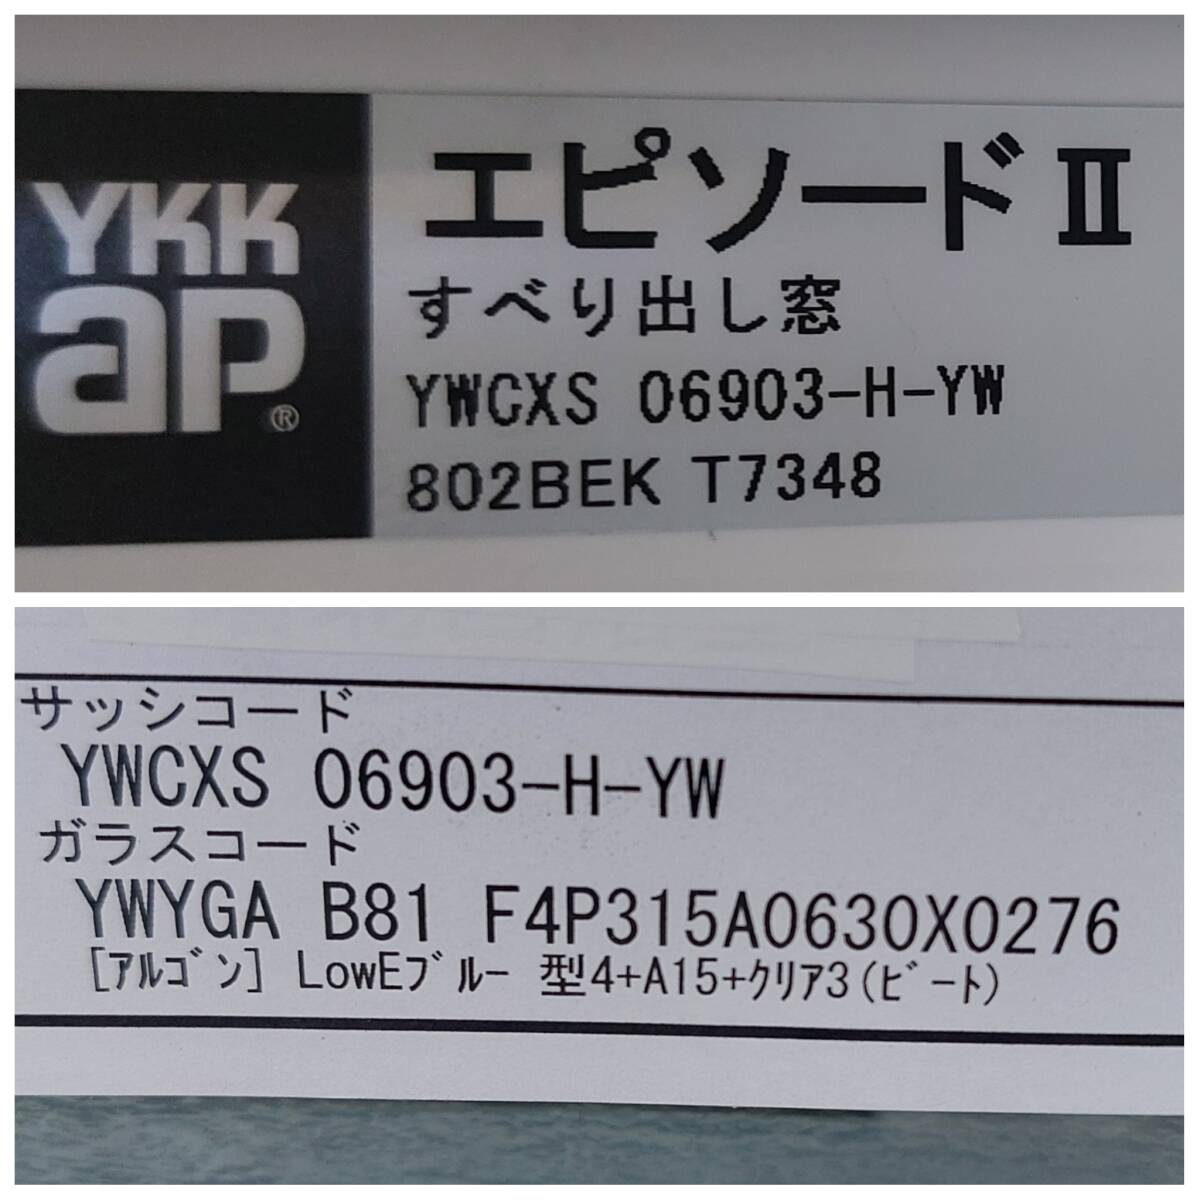 YKK
ap®
エピソードⅡ
すべり出し窓
YWCXS 06903-H-YW
802BEK T7348
サッシコード
YWCXS 06903-H-YW
ガラスコード
YWYGA B81 F4P315A0630X0276
[アルゴン] LowEブルー 型4+A15+クリア3(ビート)